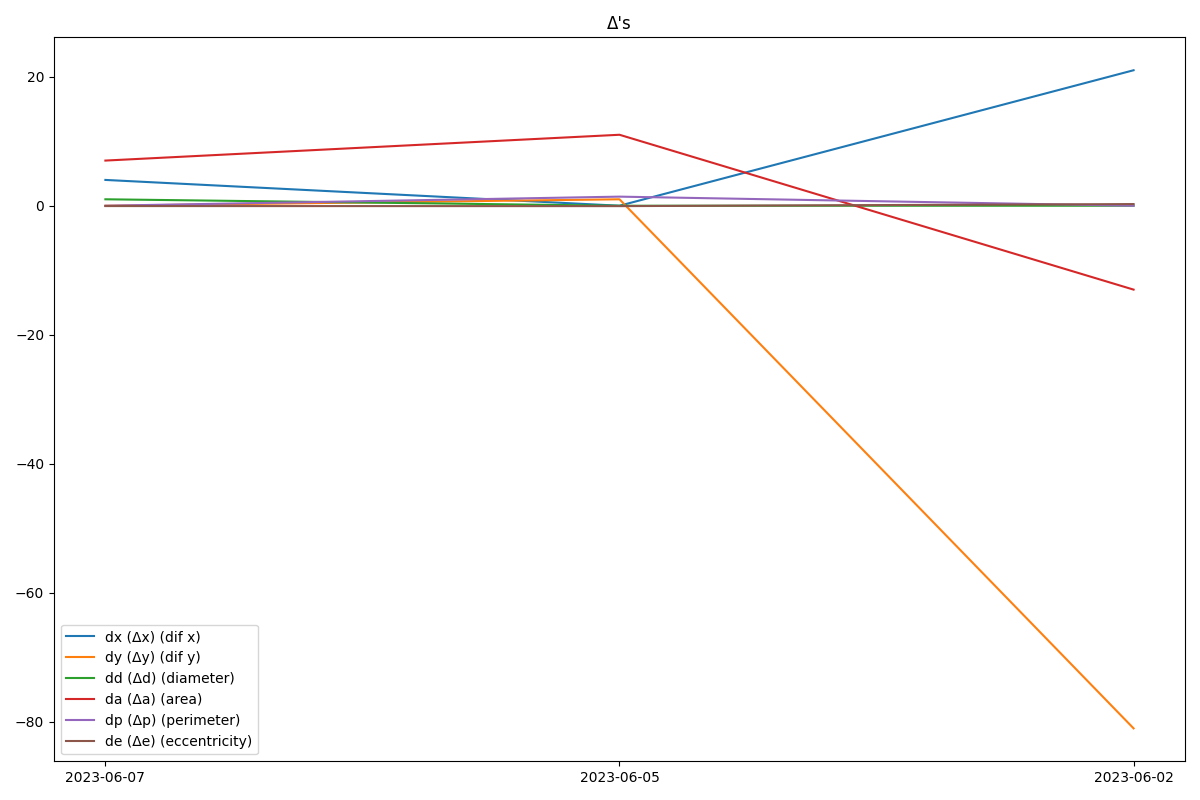 Δ's
20
0
−20
−40
−60
−80
dx (Δx) (dif x)
dy (Δy) (dif y)
dd (Δd) (diameter)
da (Δa) (area)
dp (Δp) (perimeter)
de (Δe) (eccentricity)
2023-06-07 2023-06-05 2023-06-02